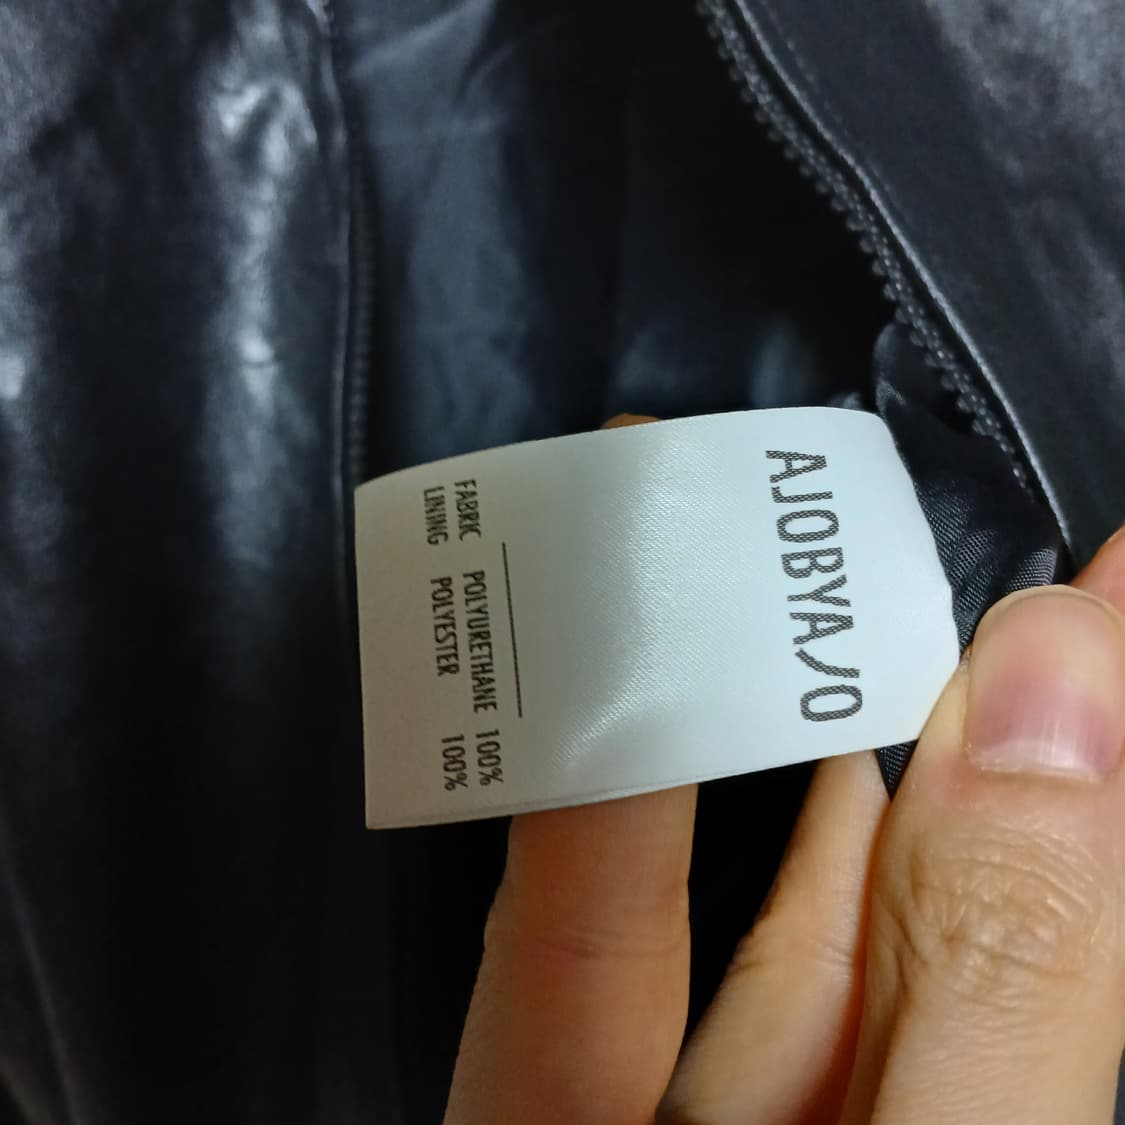 AJOBYAJO
FABRIC POLYURETHANE 100%
LINING POLYESTER 100%